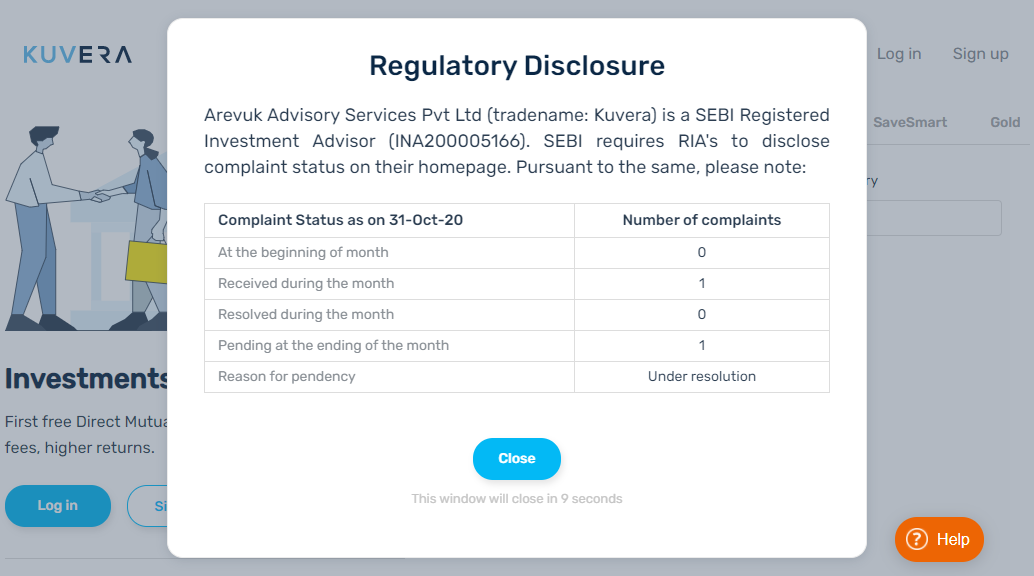 KUVERA
Log in
Sign up
Regulatory Disclosure
Arevuk Advisory Services Pvt Ltd (tradename: Kuvera) is a SEBI Registered
Investment Advisor (INA200005166). SEBI requires RIA's to disclose
complaint status on their homepage. Pursuant to the same, please note:
SaveSmart
Gold
Complaint Status as on 31-Oct-20 Number of complaints
At the beginning of month 0
Received during the month 1
Resolved during the month 0
Pending at the ending of the month 1
Reason for pendency Under resolution
Close
This window will close in 9 seconds
Investments
First free Direct
fees, higher returns.
Log in
Help